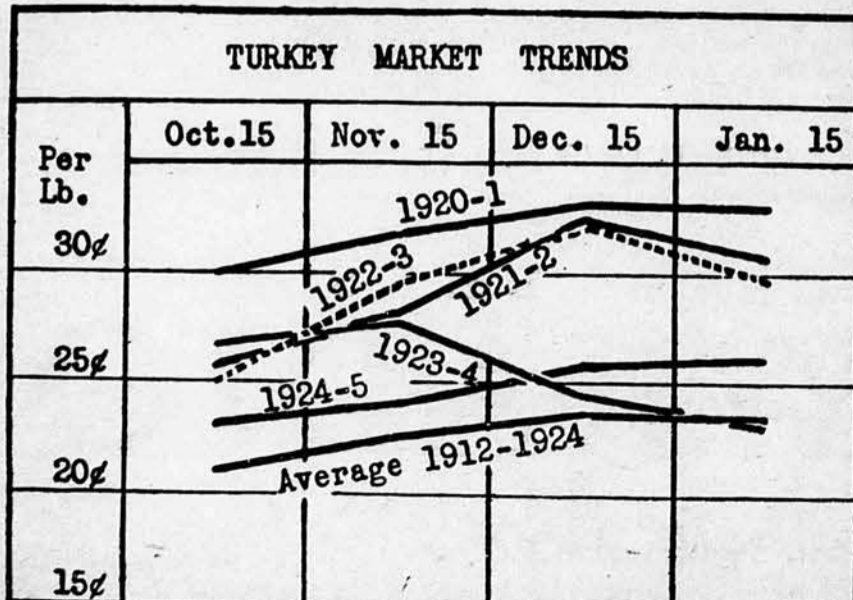 TURKEY MARKET TRENDS
Per Lb.
Oct.15 Nov. 15 Dec. 15 Jan. 15
30¢
25¢
20¢
15¢
1920-1
1922-3
1921-2
1923-4
1924-5
Average 1912-1924